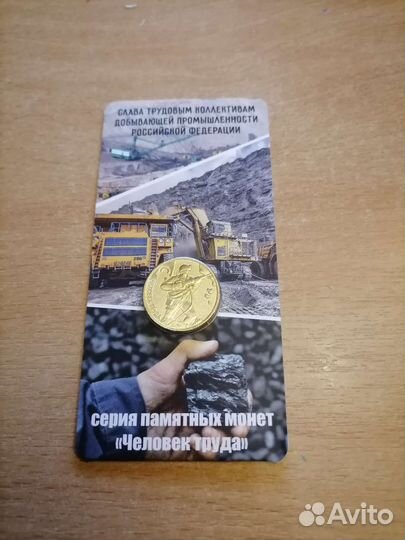 СЛАВА ТРУДОВЫМ КОЛЛЕКТИВАМ
ДОБЫВАЮЩЕЙ ПРОМЫШЛЕННОСТИ
РОССИЙСКОЙ ФЕДЕРАЦИИ
серия памятных монет
«Человек труда»
Avito